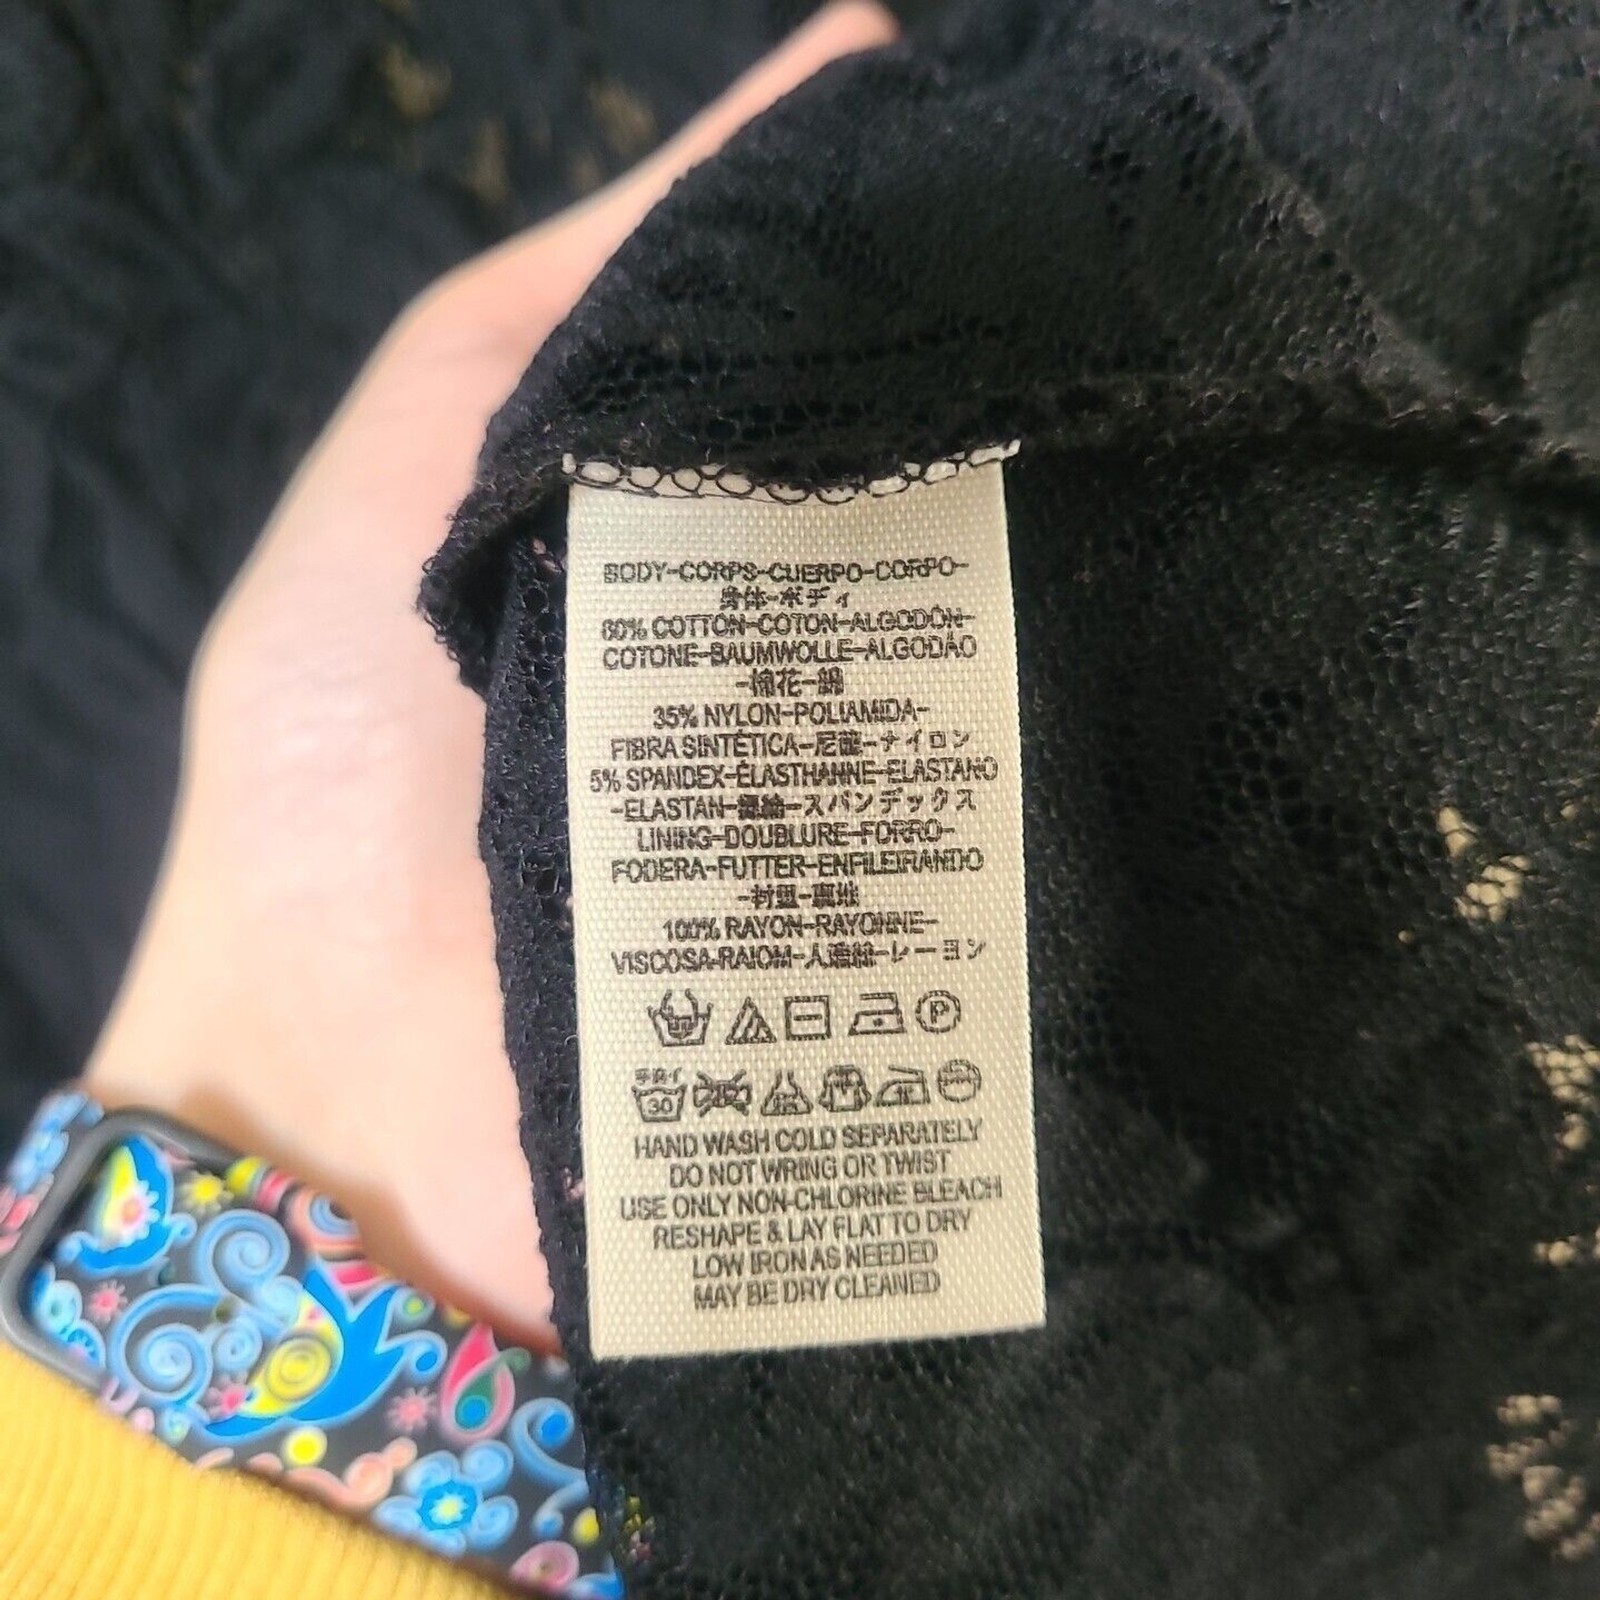 BODY-CORPS-CUERPO-CORPO-
身体-ボディ
60% COTTON-COTON-ALGODÓN-
COTONE-BAUMWOLLE-ALGODÃO
-棉花-綿
35% NYLON-POLIAMIDA-
FIBRA SINTÉTICA-尼龍-ナイロン
5% SPANDEX-ÉLASTHANNE-ELASTANO
-ELASTAN-スパンデックス
LINING-DOUBLURE-FORRO-
FODERA-FUTTER-ENFILEIRANDO
-衬里-裏地
100% RAYON-RAYONNE-
VISCOSA-RAIOM-人造絲-レーヨン
P
手洗イ
30
HAND WASH COLD SEPARATELY
DO NOT WRING OR TWIST
USE ONLY NON-CHLORINE BLEACH
RESHAPE & LAY FLAT TO DRY
LOW IRON AS NEEDED
MAY BE DRY CLEANED